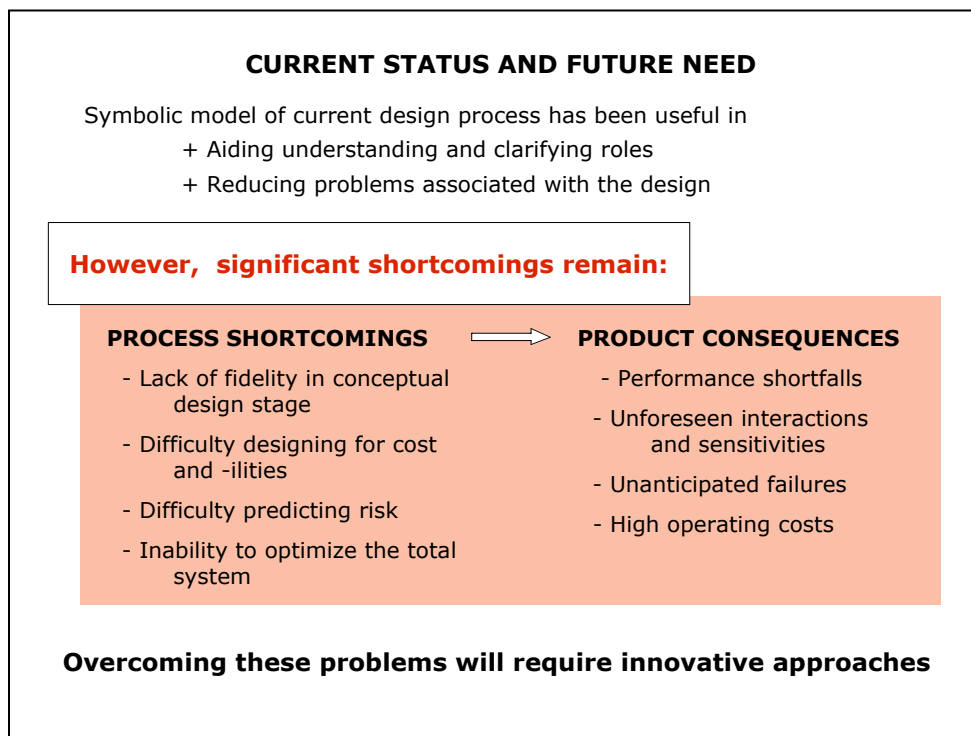 CURRENT STATUS AND FUTURE NEED
Symbolic model of current design process has been useful in
+ Aiding understanding and clarifying roles
+ Reducing problems associated with the design
However, significant shortcomings remain:
PROCESS SHORTCOMINGS
- Lack of fidelity in conceptual
design stage
- Difficulty designing for cost
and -ilities
- Difficulty predicting risk
- Inability to optimize the total
system
PRODUCT CONSEQUENCES
- Performance shortfalls
- Unforeseen interactions
and sensitivities
- Unanticipated failures
- High operating costs
Overcoming these problems will require innovative approaches